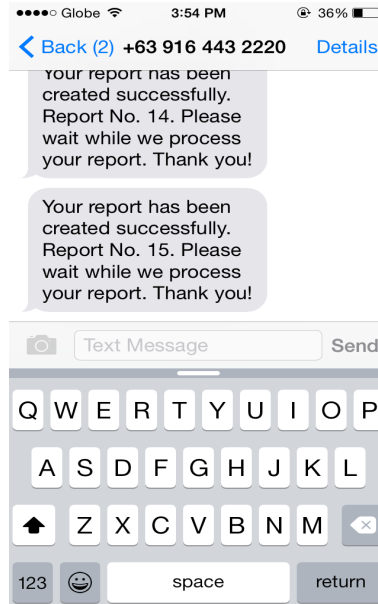 Globe 3:54 PM 36%
Back (2) +63 916 443 2220 Details
Your report has been
created successfully.
Report No. 14. Please
wait while we process
your report. Thank you!
Your report has been
created successfully.
Report No. 15. Please
wait while we process
your report. Thank you!
Text Message Send
Q W E R T Y U I O P
A S D F G H J K L
Z X C V B N M
123 space return